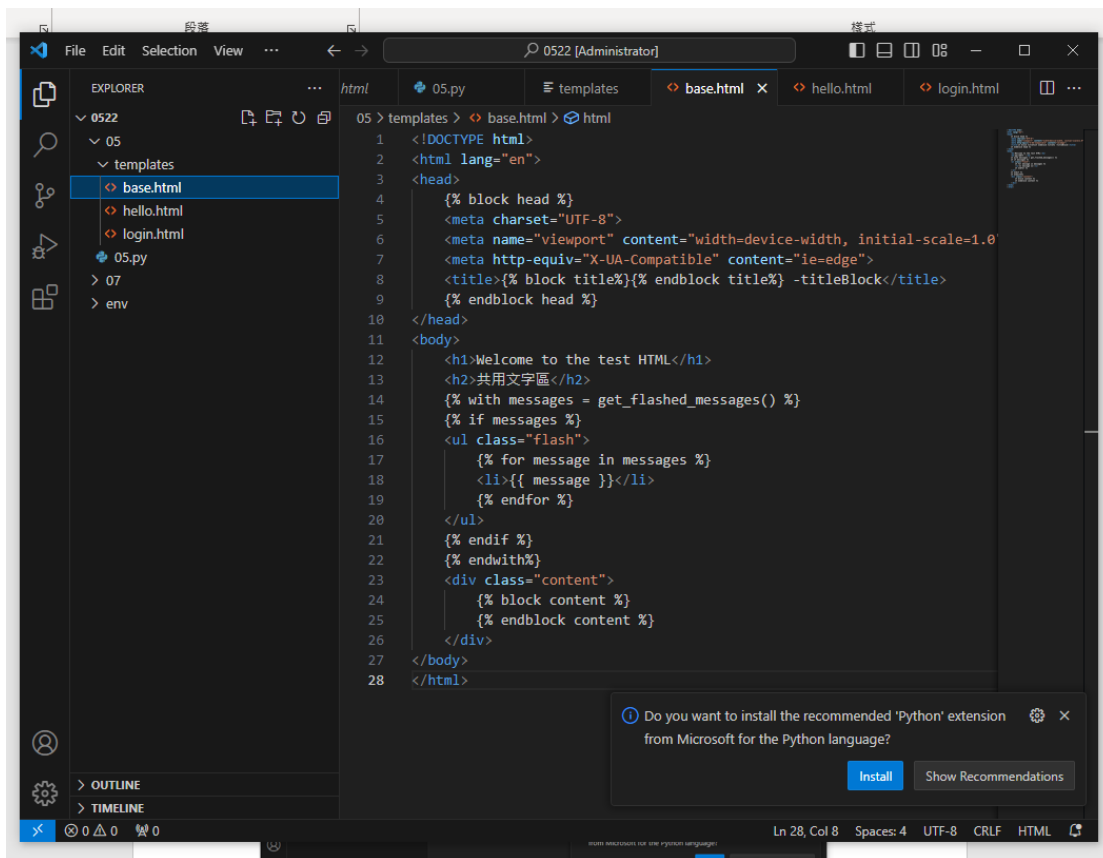 段落
樣式
File Edit Selection View ···
0522 [Administrator]
EXPLORER ···
html
05.py
templates
base.html
hello.html
login.html
···
0522
05
templates
base.html
hello.html
login.html
05.py
07
env
05 > templates > base.html > html
1 <!DOCTYPE html>
2 <html lang="en">
3 <head>
4 {% block head %}
5 <meta charset="UTF-8">
6 <meta name="viewport" content="width=device-width, initial-scale=1.0
7 <meta http-equiv="X-UA-Compatible" content="ie=edge">
8 <title>{% block title%}{% endblock title%} -titleBlock</title>
9 {% endblock head %}
10 </head>
11 <body>
12 <h1>Welcome to the test HTML</h1>
13 <h2>共用文字區</h2>
14 {% with messages = get_flashed_messages() %}
15 {% if messages %}
16 <ul class="flash">
17 {% for message in messages %}
18 <li>{{ message }}</li>
19 {% endfor %}
20 </ul>
21 {% endif %}
22 {% endwith%}
23 <div class="content">
24 {% block content %}
25 {% endblock content %}
26 </div>
27 </body>
28 </html>
Do you want to install the recommended 'Python' extension
from Microsoft for the Python language?
Install
Show Recommendations
OUTLINE
TIMELINE
0 0 0
Ln 28, Col 8 Spaces: 4 UTF-8 CRLF HTML
from Microsoft for the Python language?